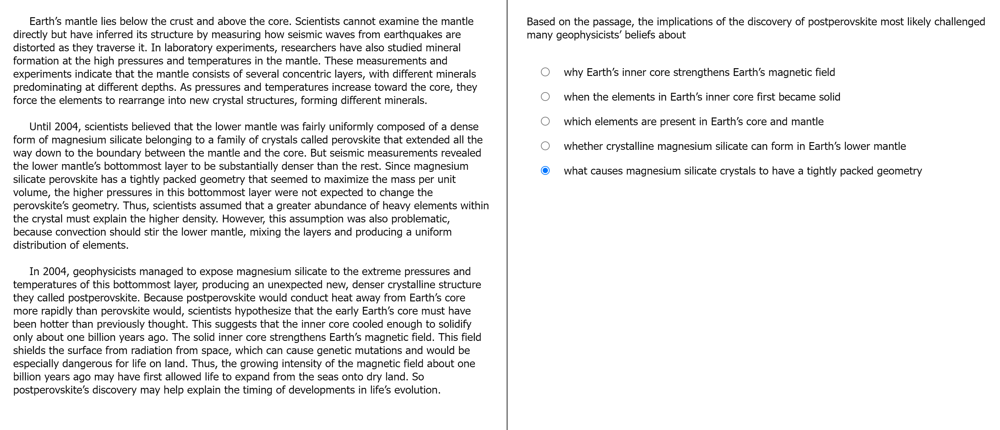 Earth’s mantle lies below the crust and above the core. Scientists cannot examine the mantle
directly but have inferred its structure by measuring how seismic waves from earthquakes are
distorted as they traverse it. In laboratory experiments, researchers have also studied mineral
formation at the high pressures and temperatures in the mantle. These measurements and
experiments indicate that the mantle consists of several concentric layers, with different minerals
predominating at different depths. As pressures and temperatures increase toward the core, they
force the elements to rearrange into new crystal structures, forming different minerals.
Until 2004, scientists believed that the lower mantle was fairly uniformly composed of a dense
form of magnesium silicate belonging to a family of crystals called perovskite that extended all the
way down to the boundary between the mantle and the core. But seismic measurements revealed
the lower mantle’s bottommost layer to be substantially denser than the rest. Since magnesium
silicate perovskite has a tightly packed geometry that seemed to maximize the mass per unit
volume, the higher pressures in this bottommost layer were not expected to change the
perovskite’s geometry. Thus, scientists assumed that a greater abundance of heavy elements within
the crystal must explain the higher density. However, this assumption was also problematic,
because convection should stir the lower mantle, mixing the layers and producing a uniform
distribution of elements.
In 2004, geophysicists managed to expose magnesium silicate to the extreme pressures and
temperatures of this bottommost layer, producing an unexpected new, denser crystalline structure
they called postperovskite. Because postperovskite would conduct heat away from Earth’s core
more rapidly than perovskite would, scientists hypothesize that the early Earth’s core must have
been hotter than previously thought. This suggests that the inner core cooled enough to solidify
only about one billion years ago. The solid inner core strengthens Earth’s magnetic field. This field
shields the surface from radiation from space, which can cause genetic mutations and would be
especially dangerous for life on land. Thus, the growing intensity of the magnetic field about one
billion years ago may have first allowed life to expand from the seas onto dry land. So
postperovskite’s discovery may help explain the timing of developments in life’s evolution.
Based on the passage, the implications of the discovery of postperovskite most likely challenged
many geophysicists’ beliefs about
why Earth’s inner core strengthens Earth’s magnetic field
when the elements in Earth’s inner core first became solid
which elements are present in Earth’s core and mantle
whether crystalline magnesium silicate can form in Earth’s lower mantle
what causes magnesium silicate crystals to have a tightly packed geometry